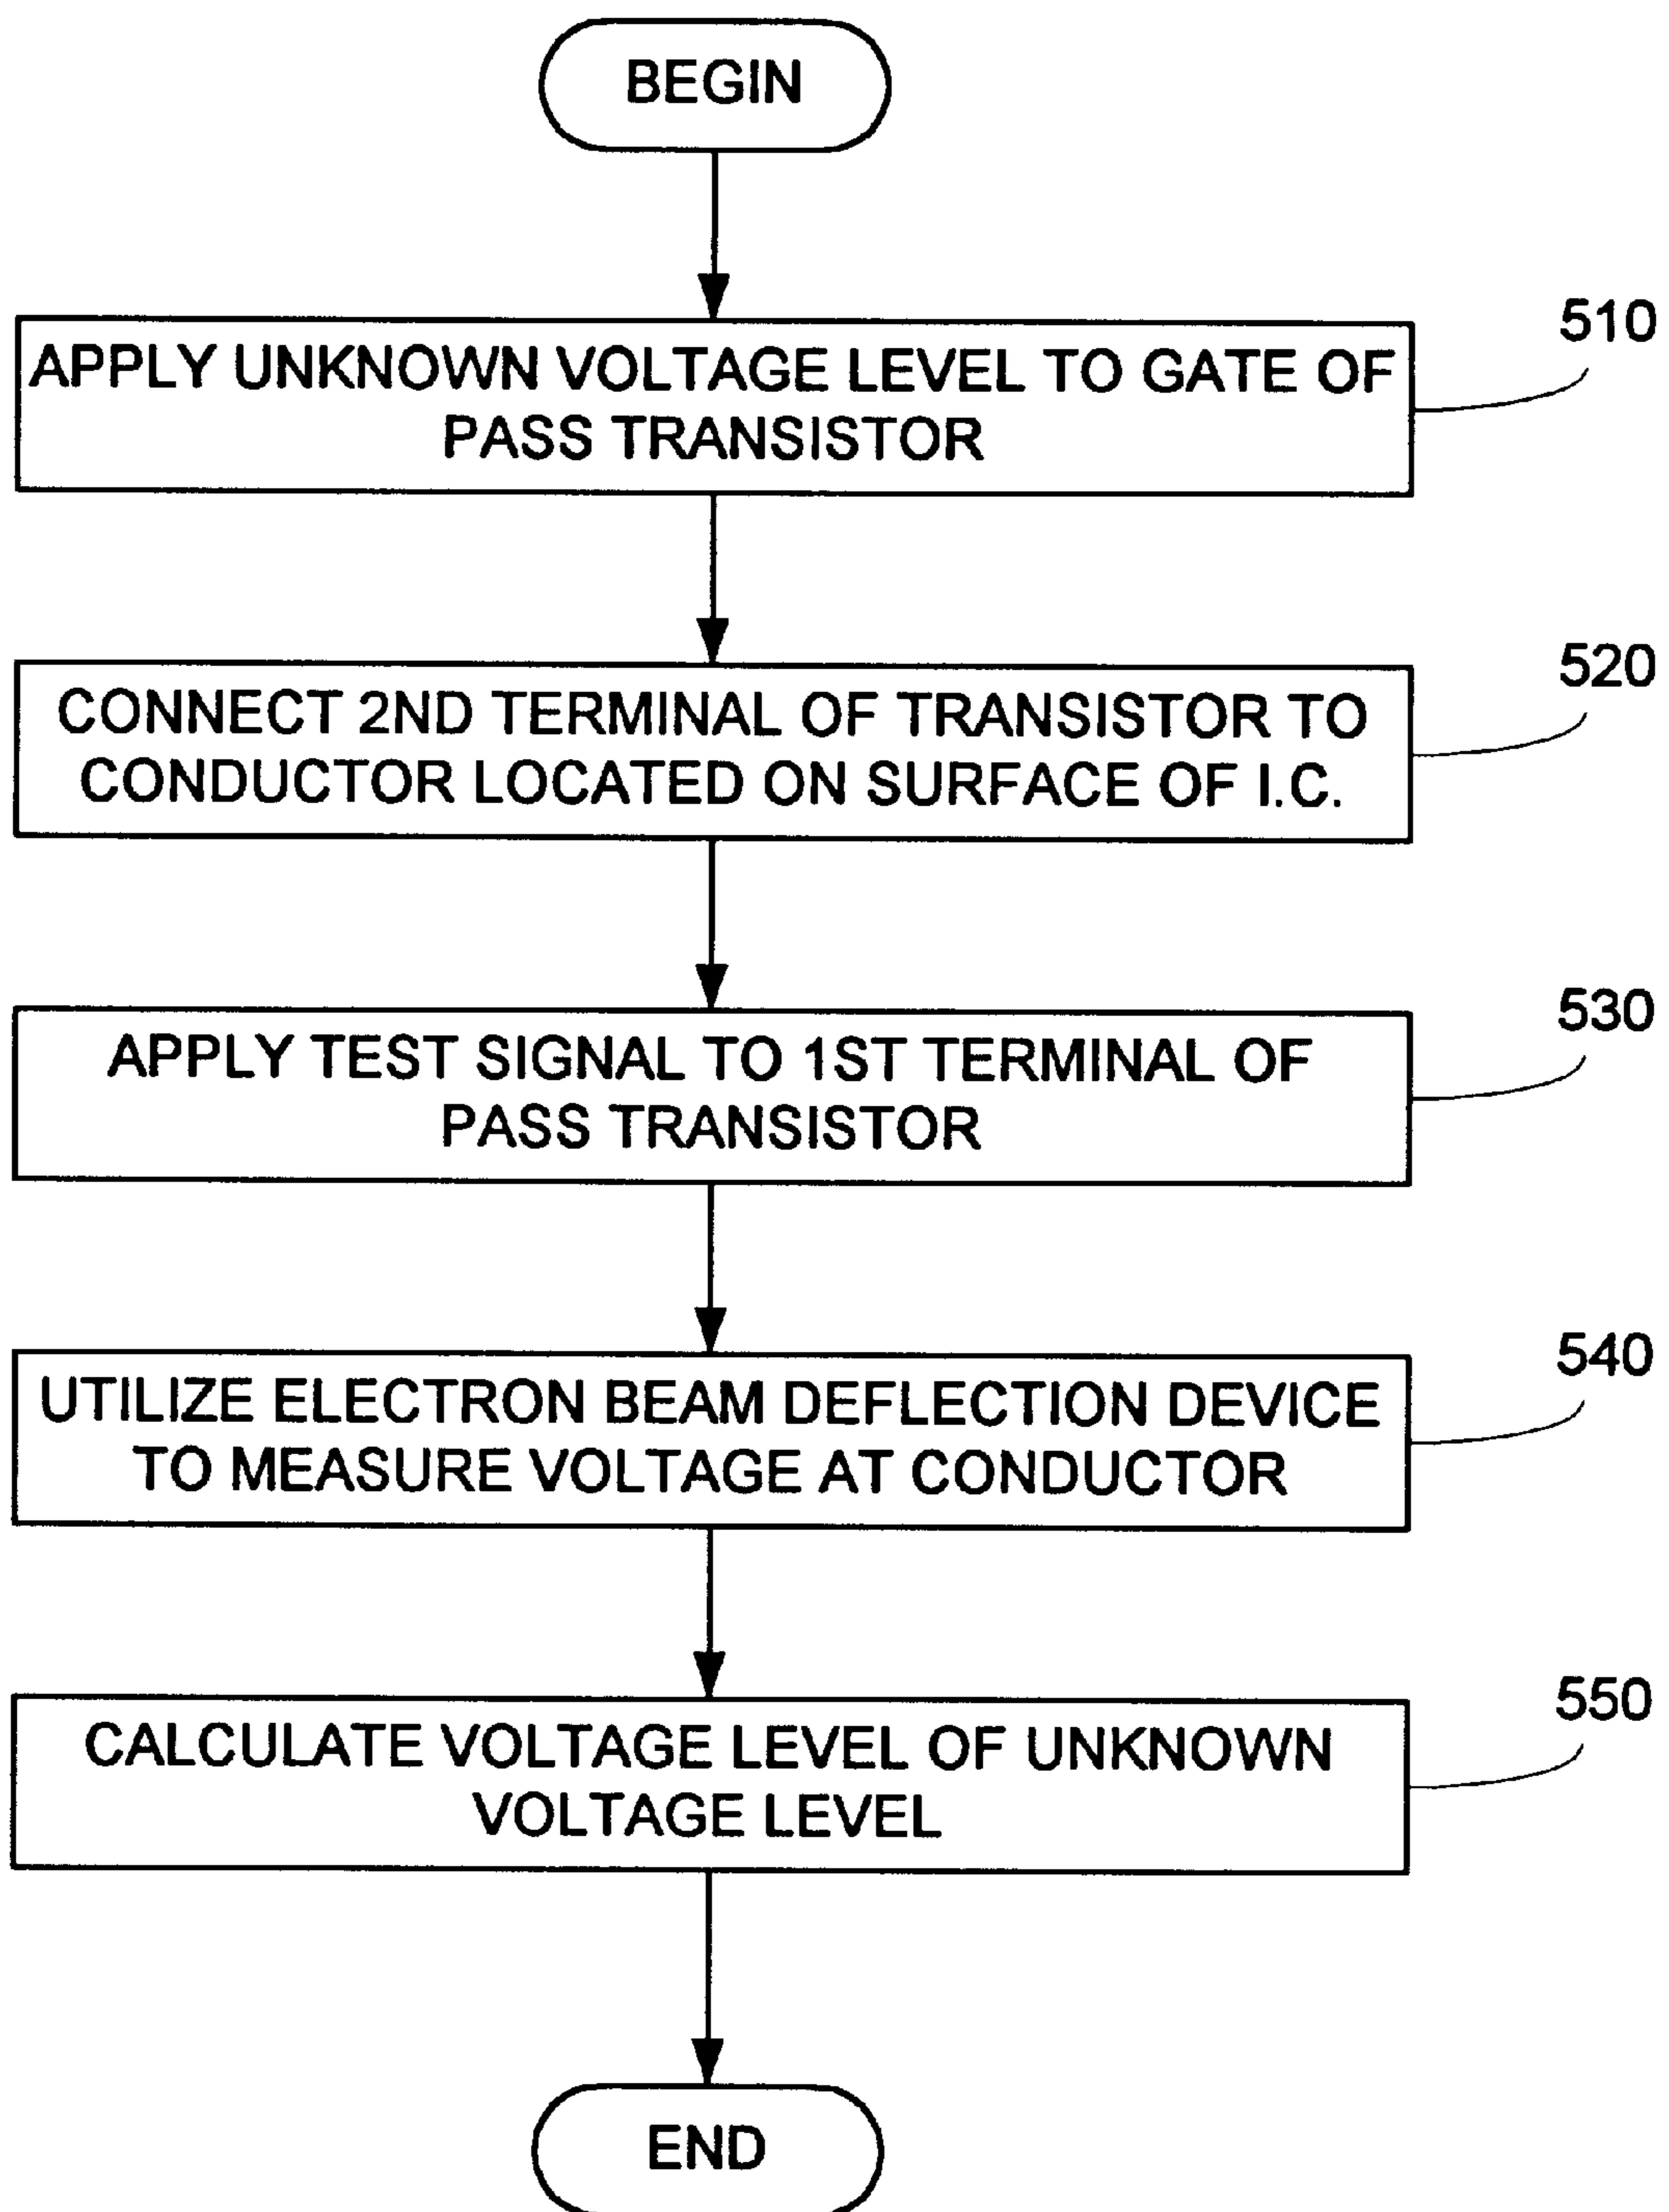 BEGIN
APPLY UNKNOWN VOLTAGE LEVEL TO GATE OF
PASS TRANSISTOR
510
CONNECT 2ND TERMINAL OF TRANSISTOR TO
CONDUCTOR LOCATED ON SURFACE OF I.C.
520
APPLY TEST SIGNAL TO 1ST TERMINAL OF
PASS TRANSISTOR
530
UTILIZE ELECTRON BEAM DEFLECTION DEVICE
TO MEASURE VOLTAGE AT CONDUCTOR
540
CALCULATE VOLTAGE LEVEL OF UNKNOWN
VOLTAGE LEVEL
550
END